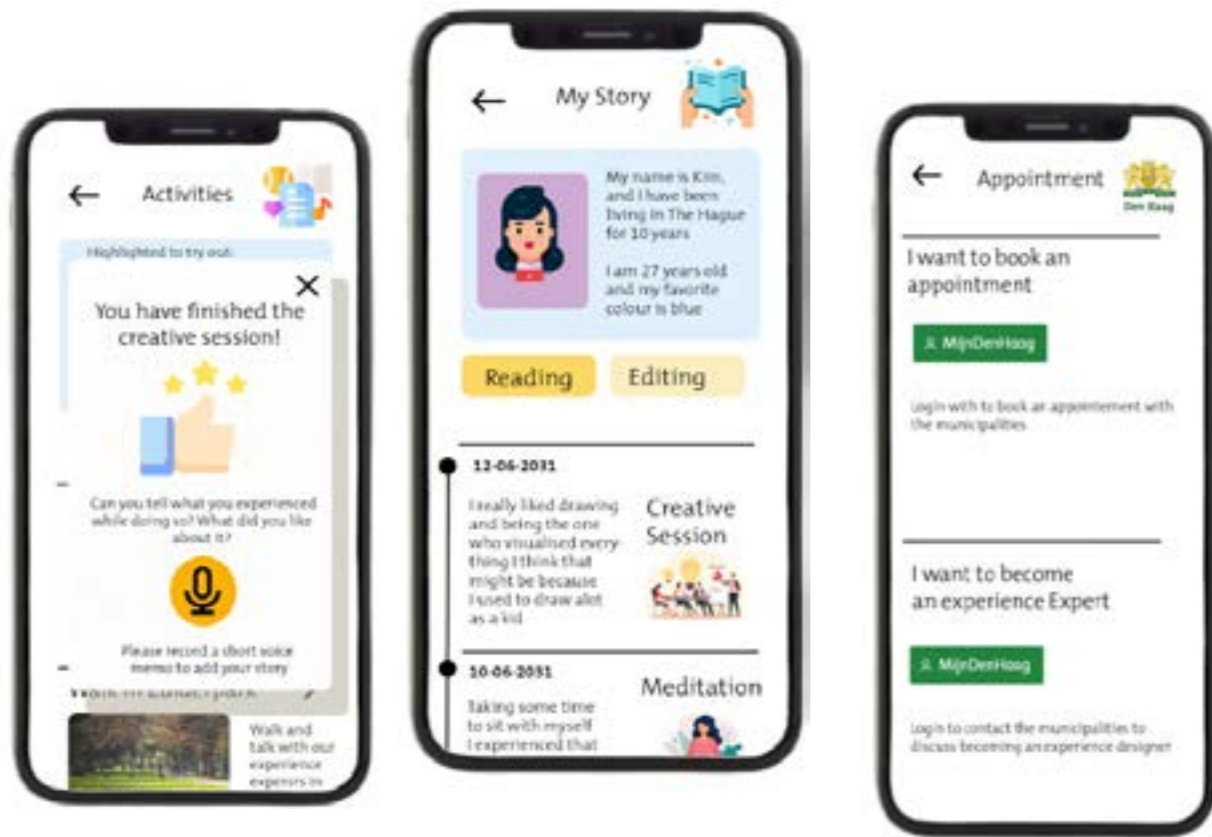 Activities
Highlighted to try out:
You have finished the
creative session!
Can you tell what you experienced
while doing so? What did you like
about it?
Please record a short voice
memo to add your story
Walk and
talk with our
experience
in
My Story
My name is Kim,
and I have been
living in The Hague
for 10 years
I am 27 years old
and my favorite
colour is blue
Reading
Editing
12-06-2031
I really liked drawing
and being the one
who visualised every-
thing I think that
might be because
I used to draw alot
as a kid
Creative
Session
10-06-2031
Taking some time
to sit with myself
I experienced that
Meditation
Appointment
Den Haag
I want to book an
appointment
MijnDenHaag
Login with to book an appointement with
the municipalities
I want to become
an experience Expert
MijnDenHaag
Login to contact the municipalities to
discuss becoming an experience designer